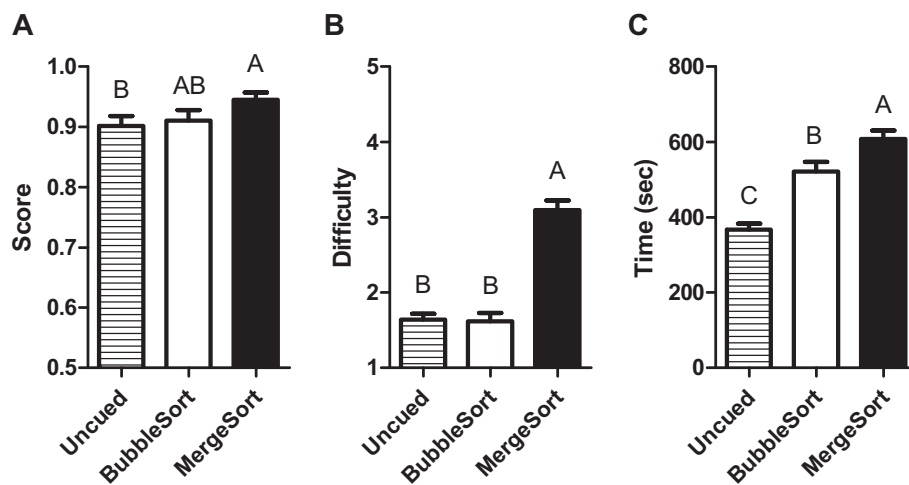 A
Score
1.0
0.9
0.8
0.7
0.6
0.5
B
AB
A
Uncued
BubbleSort
MergeSort
B
Difficulty
5
4
3
2
1
B
B
A
Uncued
BubbleSort
MergeSort
C
Time (sec)
800
600
400
200
0
C
B
A
Uncued
BubbleSort
MergeSort